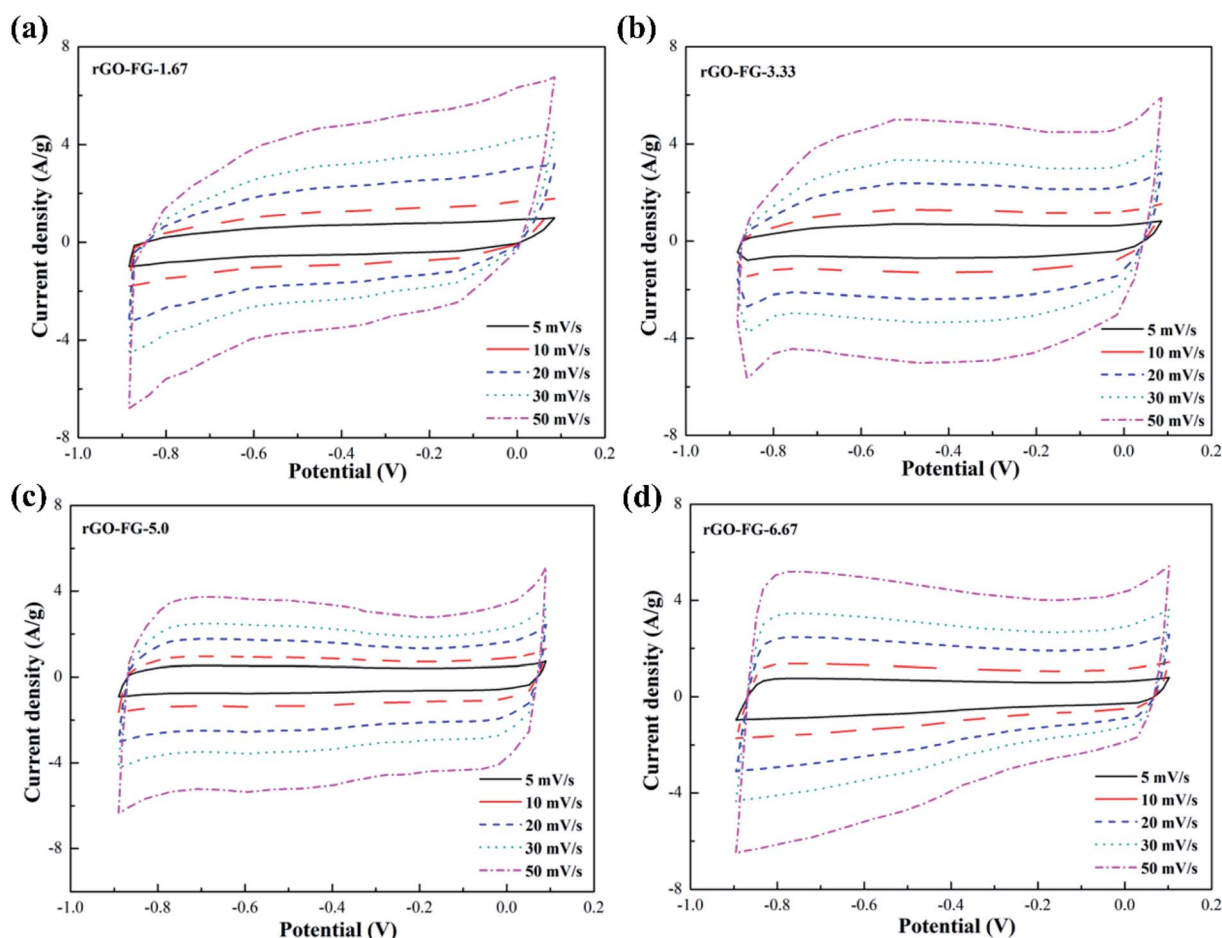 (a)
rGO-FG-1.67
8
4
0
-4
-8
Current density (A/g)
5 mV/s
10 mV/s
20 mV/s
30 mV/s
50 mV/s
-1.0 -0.8 -0.6 -0.4 -0.2 0.0 0.2
Potential (V)
(b)
rGO-FG-3.33
8
4
0
-4
-8
Current density (A/g)
5 mV/s
10 mV/s
20 mV/s
30 mV/s
50 mV/s
-1.0 -0.8 -0.6 -0.4 -0.2 0.0 0.2
Potential (V)
(c)
rGO-FG-5.0
8
4
0
-4
-8
Current density (A/g)
5 mV/s
10 mV/s
20 mV/s
30 mV/s
50 mV/s
-1.0 -0.8 -0.6 -0.4 -0.2 0.0 0.2
Potential (V)
(d)
rGO-FG-6.67
8
4
0
-4
-8
Current density (A/g)
5 mV/s
10 mV/s
20 mV/s
30 mV/s
50 mV/s
-1.0 -0.8 -0.6 -0.4 -0.2 0.0 0.2
Potential (V)